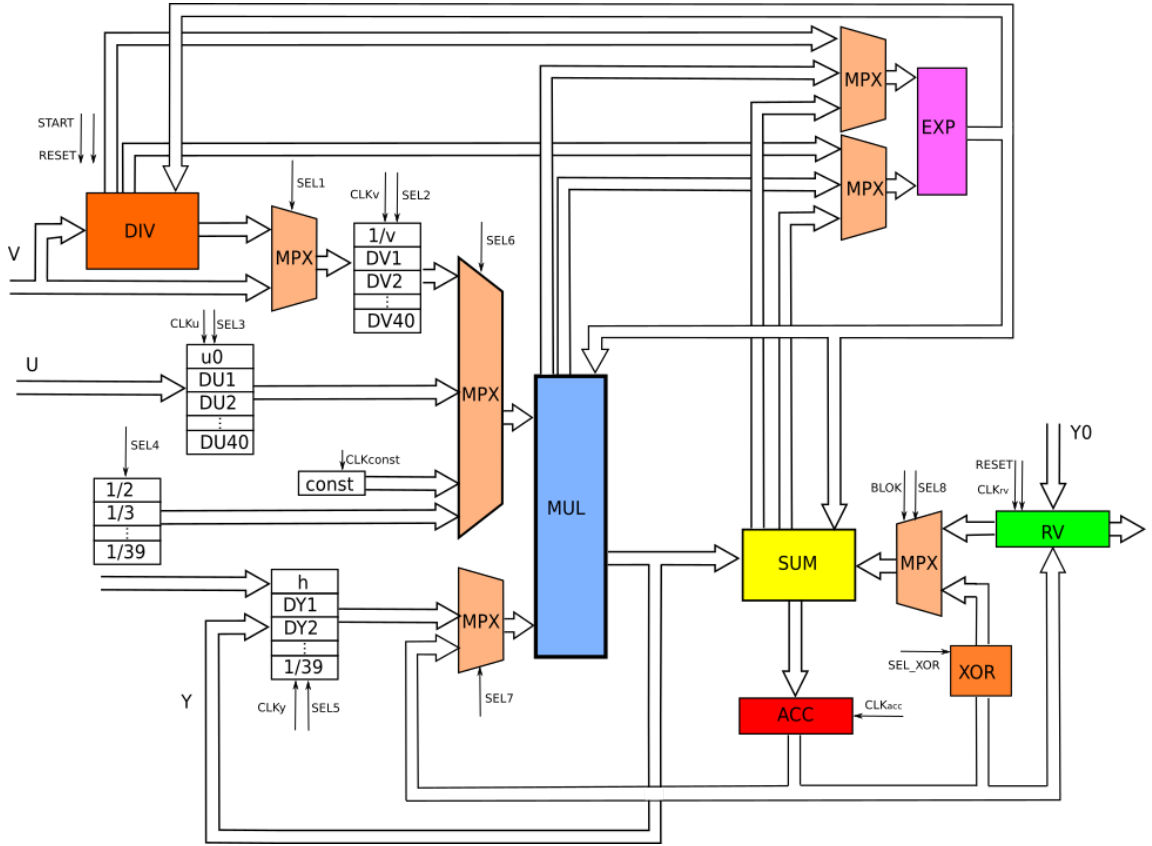 MPX
EXP
START
RESET
MPX
SEL1
CLKv
SEL2
DIV
1/v
SEL6
V
MPX
DV1
DV2
DV40
CLKu
SEL3
U
u0
DU1
DU2
DU40
MPX
SEL4
CLKconst
const
1/2
1/3
1/39
MUL
Y0
RESET
CLKrv
BLOK
SEL8
RV
SUM
MPX
h
DY1
DY2
1/39
MPX
SEL_XOR
XOR
Y
CLKy
SEL5
SEL7
ACC
CLKacc